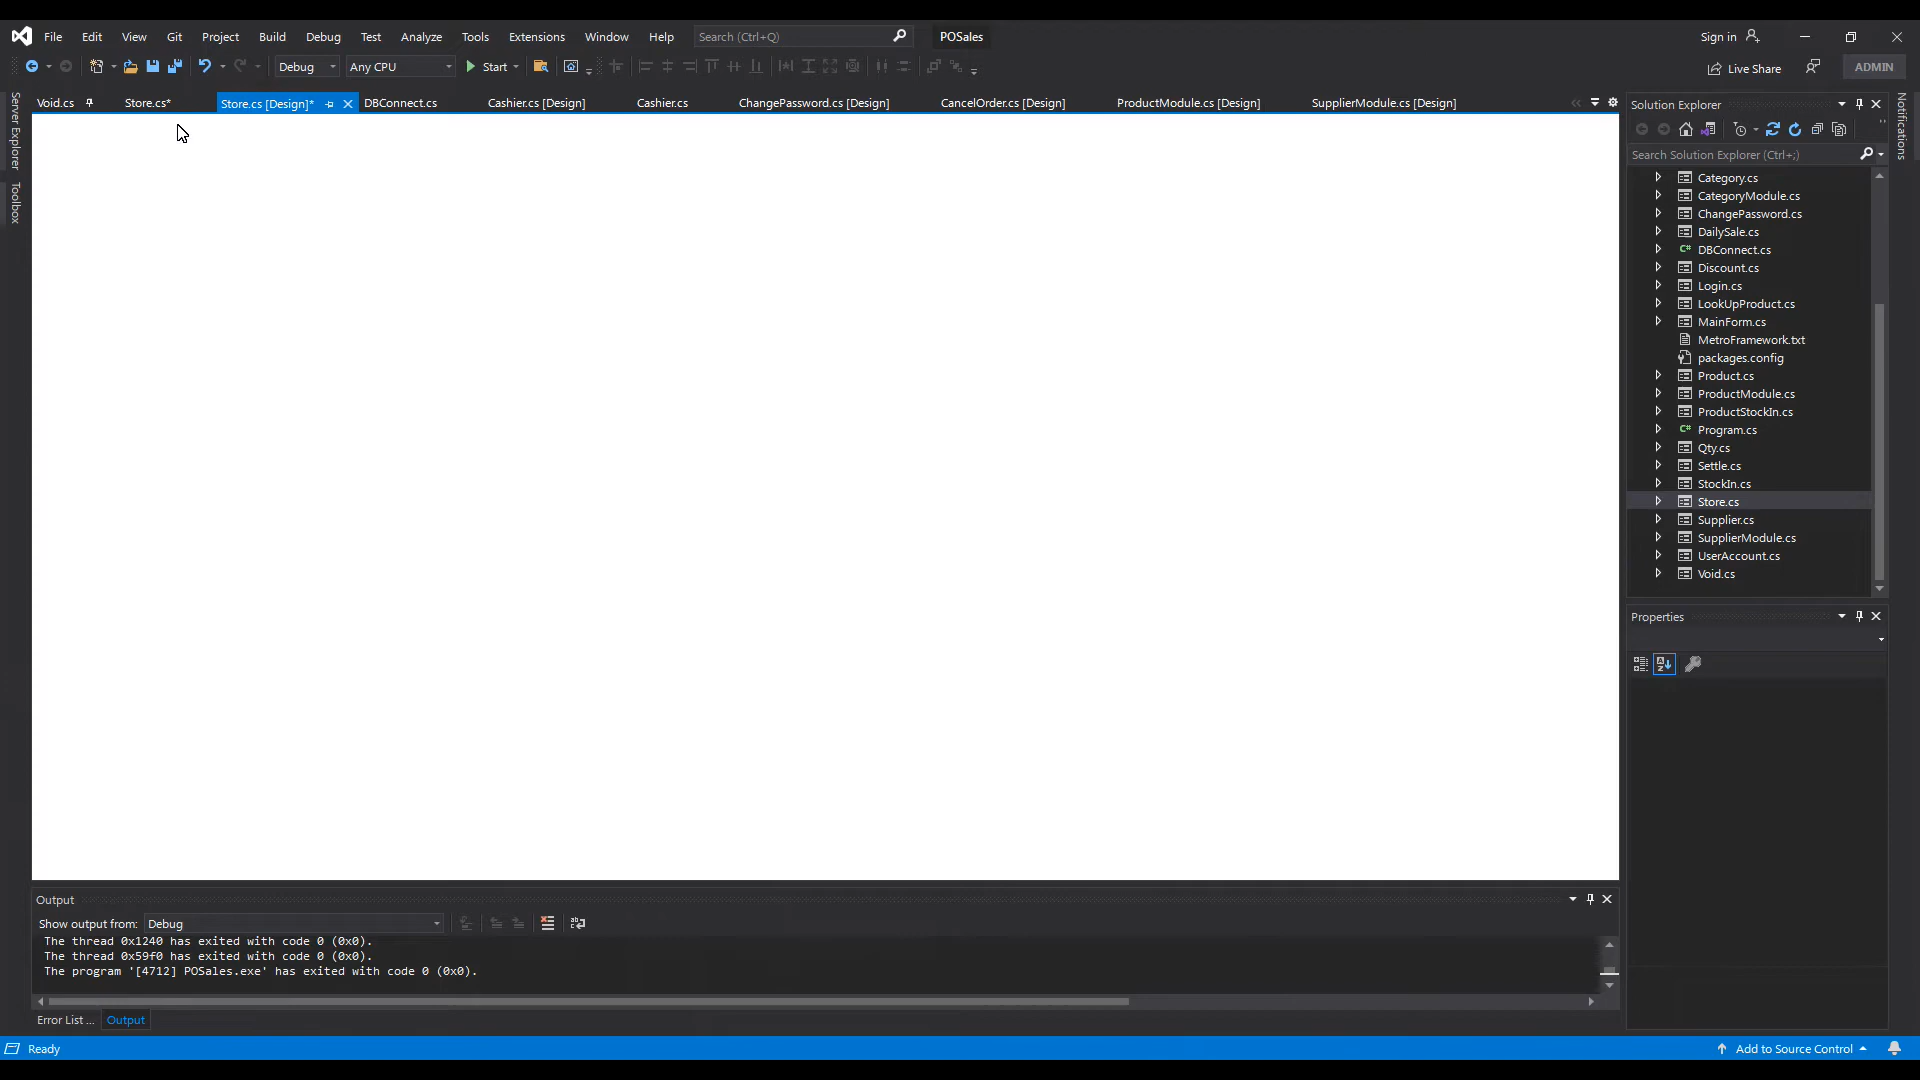 File Edit View Git Project Build Debug Test Analyze Tools Extensions Window Help Search (Ctrl+Q) POSales Sign in
Debug Any CPU Start Live Share ADMIN
Void.cs Store.cs* Store.cs [Design]* DBConnect.cs Cashier.cs [Design] Cashier.cs ChangePassword.cs [Design] CancelOrder.cs [Design] ProductModule.cs [Design] SupplierModule.cs [Design]
Server Explorer
Toolbox
Solution Explorer
Search Solution Explorer (Ctrl+;)
Category.cs
CategoryModule.cs
ChangePassword.cs
DailySale.cs
C# DBConnect.cs
Discount.cs
Login.cs
LookUpProduct.cs
MainForm.cs
MetroFramework.txt
packages.config
Product.cs
ProductModule.cs
ProductStockIn.cs
C# Program.cs
Qty.cs
Settle.cs
StockIn.cs
Store.cs
Supplier.cs
SupplierModule.cs
UserAccount.cs
Void.cs
Notifications
Properties
Output
Show output from: Debug
The thread 0x1240 has exited with code 0 (0x0).
The thread 0x59f0 has exited with code 0 (0x0).
The program '[4712] POSales.exe' has exited with code 0 (0x0).
Error List ... Output
Ready Add to Source Control